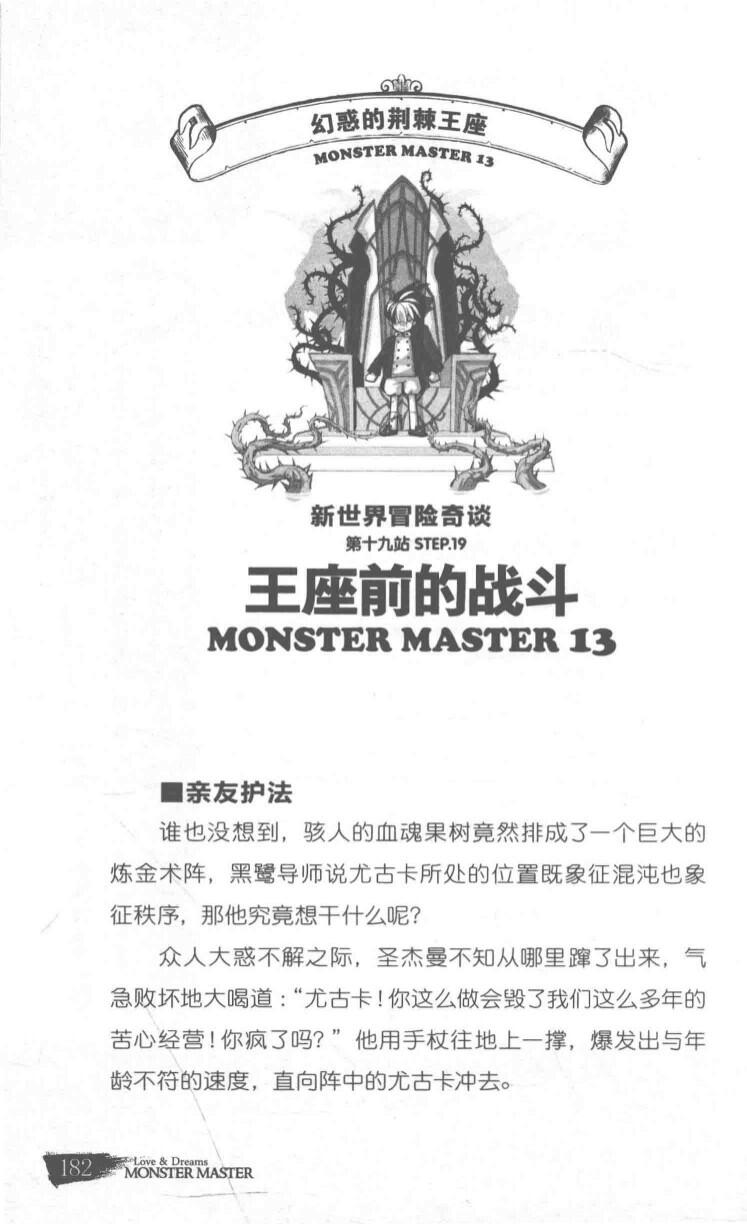 幻惑的荆棘王座
MONSTER MASTER 13
新世界冒险奇谈
第十九站 STEP.19
王座前的战斗
MONSTER MASTER 13
■亲友护法
谁也没想到，骇人的血魂果树竟然排成了一个巨大的
炼金术阵，黑鹭导师说尤古卡所处的位置既象征混沌也象
征秩序，那他究竟想干什么呢？
众人大惑不解之际，圣杰曼不知从哪里蹿了出来，气
急败坏地大喝道：“尤古卡！你这么做会毁了我们这么多年的
苦心经营！你疯了吗？”他用手杖往地上一撑，爆发出与年
龄不符的速度，直向阵中的尤古卡冲去。
182
Love & Dreams
MONSTER MASTER